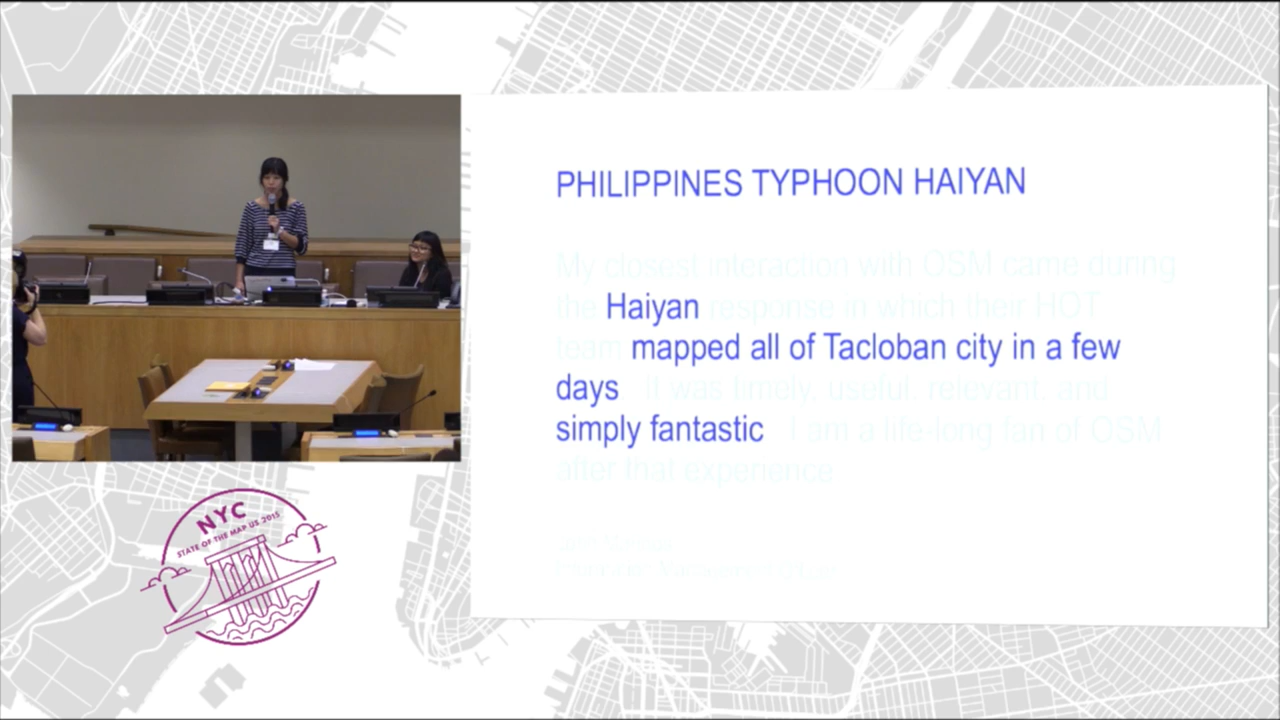 PHILIPPINES TYPHOON HAIYAN
My closest interaction with OSM came during
the Haiyan response in which their HOT
team mapped all of Tacloban city in a few
days It was timely, useful, relevant, and
simply fantastic I am a life-long fan of OSM
after that experience
NYC
STATE OF THE MAP US 2015